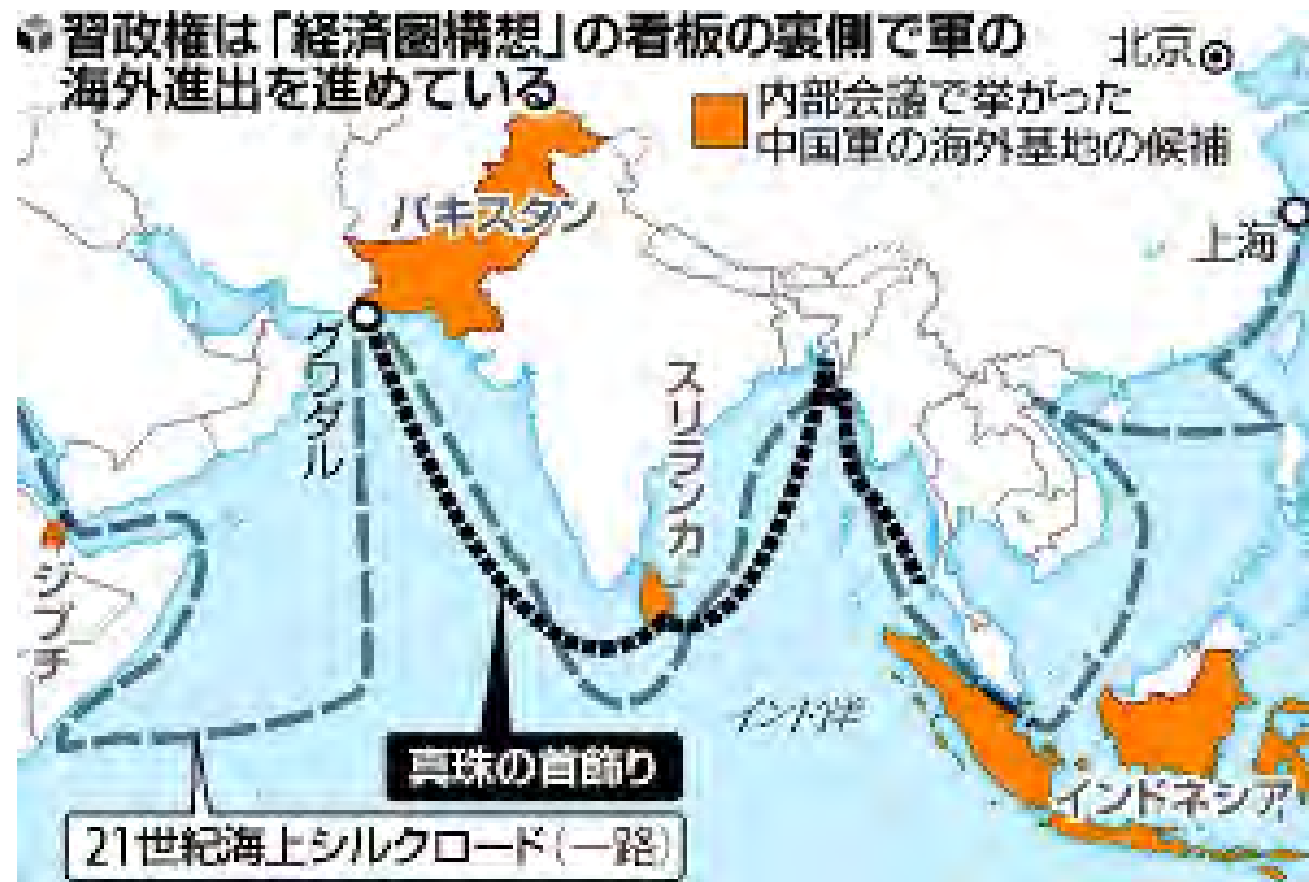 習政権は「経済圏構想」の看板の裏側で軍の
海外進出を進めている
北京
内部会議で挙がった
中国軍の海外基地の候補
パキスタン
上海
グワダル
スリランカ
ジブチ
インド洋
真珠の首飾り
インドネシア
21世紀海上シルクロード(一路)